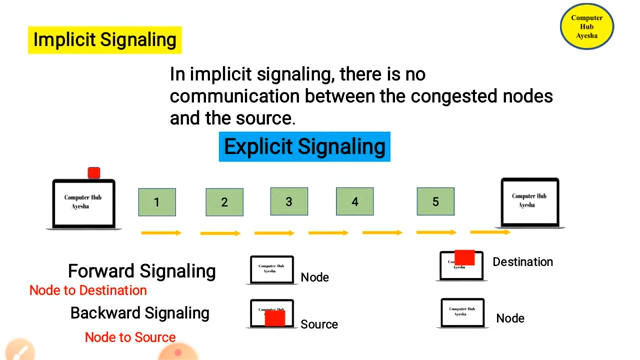 Computer
Hub
Ayesha
Implicit Signaling
In implicit signaling, there is no
communication between the congested nodes
and the source.
Explicit Signaling
Computer Hub
Ayesha
1
2
3
4
5
Computer Hub
Ayesha
Forward Signaling
Node to Destination
Computer Hub
Ayesha
Node
Computer Hub
Ayesha
Destination
Backward Signaling
Node to Source
Computer Hub
Source
Computer Hub
Ayesha
Node